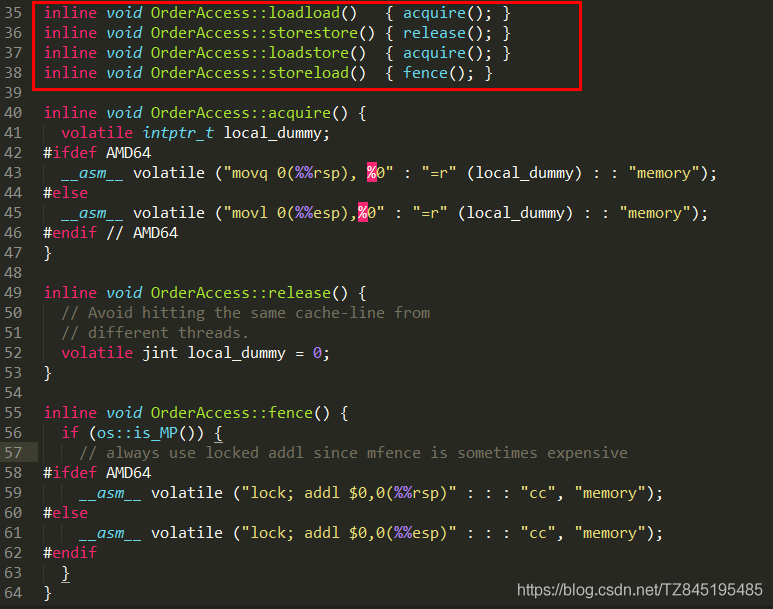 35 inline void OrderAccess::loadload()   { acquire(); }
36 inline void OrderAccess::storestore() { release(); }
37 inline void OrderAccess::loadstore()  { acquire(); }
38 inline void OrderAccess::storeload()  { fence(); }
39
40 inline void OrderAccess::acquire() {
41   volatile intptr_t local_dummy;
42 #ifdef AMD64
43   __asm__ volatile ("movq 0(%%rsp), %0" : "=r" (local_dummy) : : "memory");
44 #else
45   __asm__ volatile ("movl 0(%%esp),%0" : "=r" (local_dummy) : : "memory");
46 #endif // AMD64
47 }
48
49 inline void OrderAccess::release() {
50   // Avoid hitting the same cache-line from
51   // different threads.
52   volatile jint local_dummy = 0;
53 }
54
55 inline void OrderAccess::fence() {
56   if (os::is_MP()) {
57     // always use locked addl since mfence is sometimes expensive
58 #ifdef AMD64
59     __asm__ volatile ("lock; addl $0,0(%%rsp)" : : : "cc", "memory");
60 #else
61     __asm__ volatile ("lock; addl $0,0(%%esp)" : : : "cc", "memory");
62 #endif
63   }
64 }
https://blog.csdn.net/TZ845195485